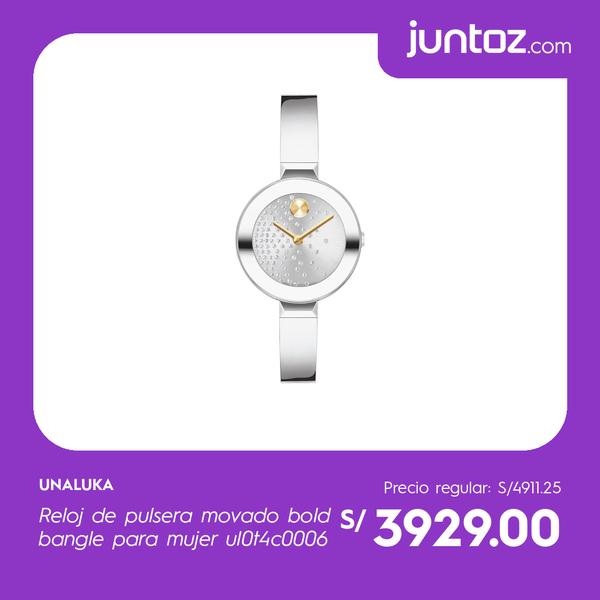 juntoz.com
UNALUKA
Reloj de pulsera movado bold
bangle para mujer ul0t4c0006
Precio regular: S/4911.25
S/ 3929.00